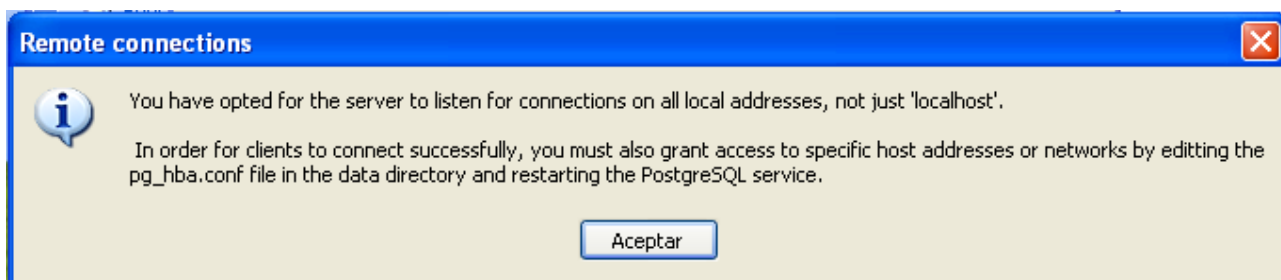 Remote connections
You have opted for the server to listen for connections on all local addresses, not just 'localhost'.
In order for clients to connect successfully, you must also grant access to specific host addresses or networks by editting the
pg_hba.conf file in the data directory and restarting the PostgreSQL service.
Aceptar